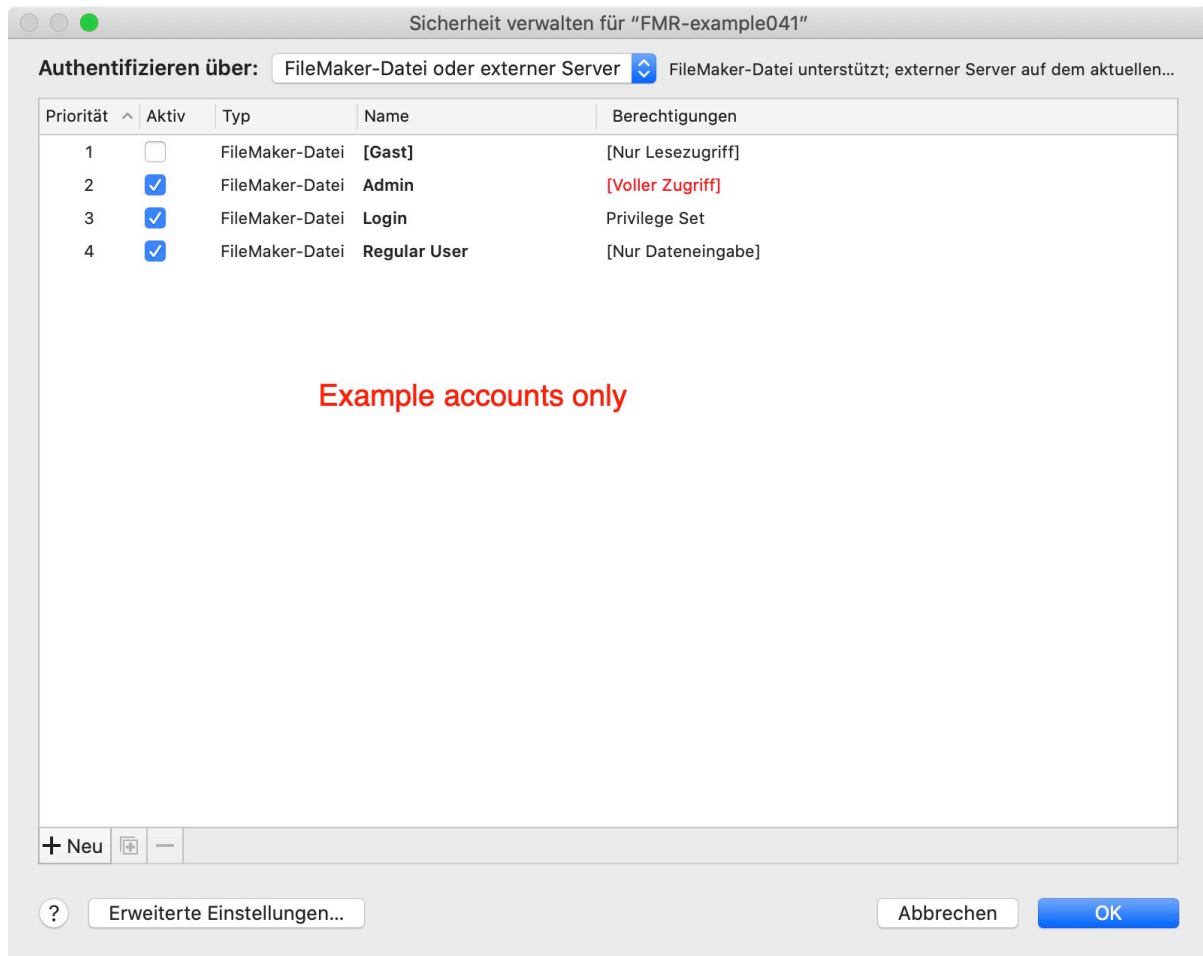 Sicherheit verwalten für “FMR-example041”
Authentifizieren über: FileMaker-Datei oder externer Server FileMaker-Datei unterstützt; externer Server auf dem aktuellen...
Priorität Aktiv Typ Name Berechtigungen
1 FileMaker-Datei [Gast] [Nur Lesezugriff]
2 FileMaker-Datei Admin [Voller Zugriff]
3 FileMaker-Datei Login Privilege Set
4 FileMaker-Datei Regular User [Nur Dateneingabe]
Example accounts only
+ Neu
? Erweiterte Einstellungen... Abbrechen OK